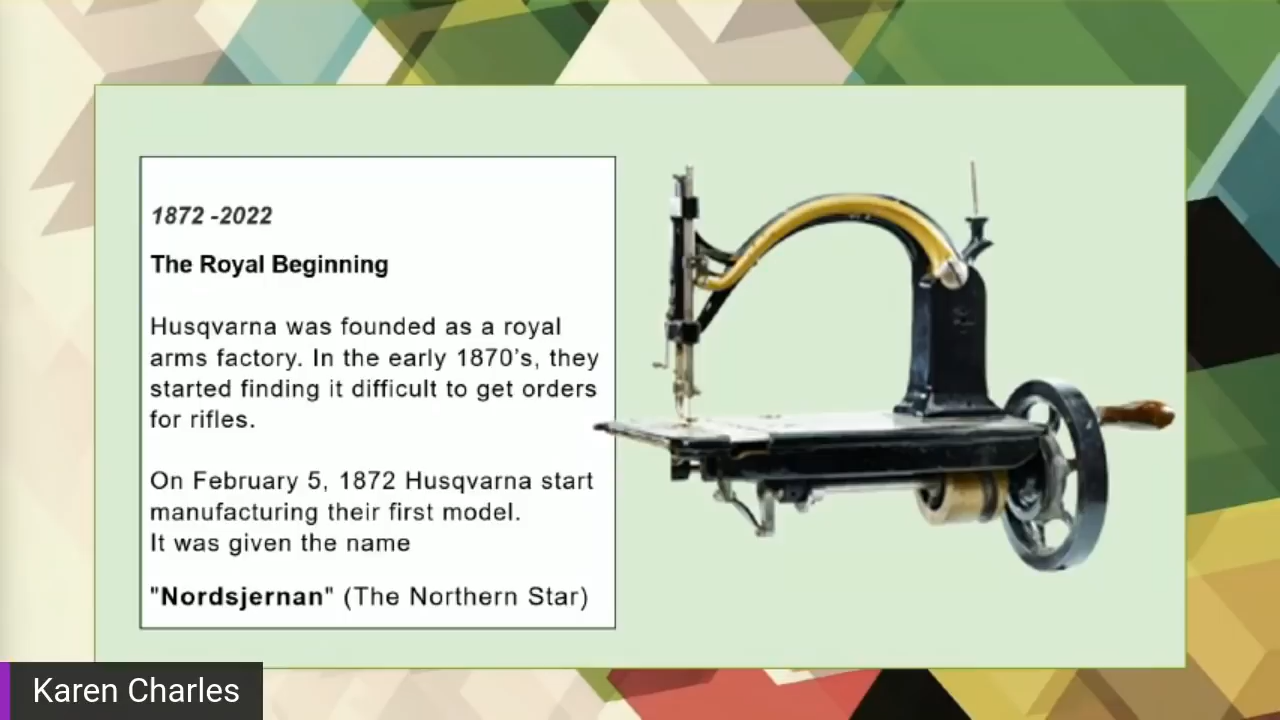 1872 -2022
The Royal Beginning
Husqvarna was founded as a royal
arms factory. In the early 1870's, they
started finding it difficult to get orders
for rifles.
On February 5, 1872 Husqvarna start
manufacturing their first model.
It was given the name
"Nordsjernan" (The Northern Star)
Karen Charles